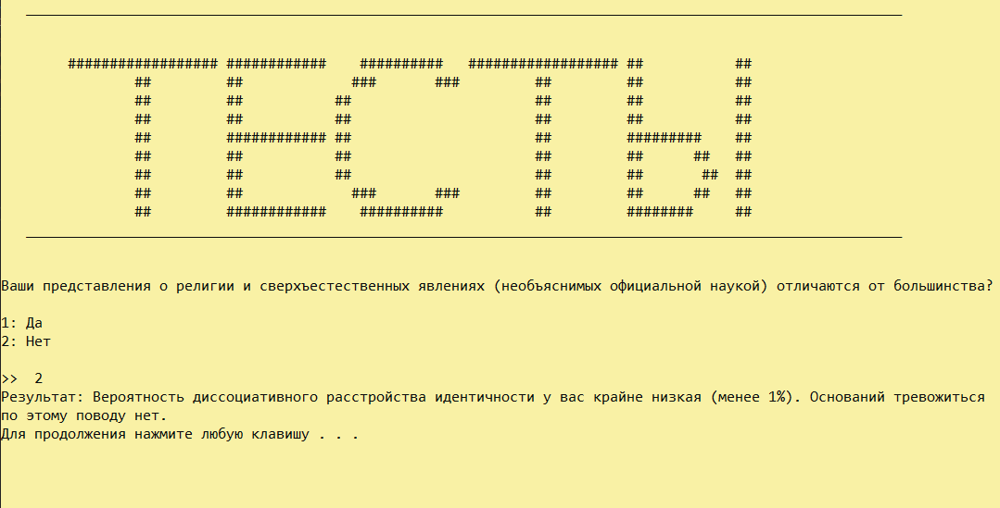 ТЕСТЫ
Ваши представления о религии и сверхъестественных явлениях (необъяснимых официальной наукой) отличаются от большинства?
1: Да
2: Нет
>>  2
Результат: Вероятность диссоциативного расстройства идентичности у вас крайне низкая (менее 1%). Оснований тревожиться
по этому поводу нет.
Для продолжения нажмите любую клавишу . . .